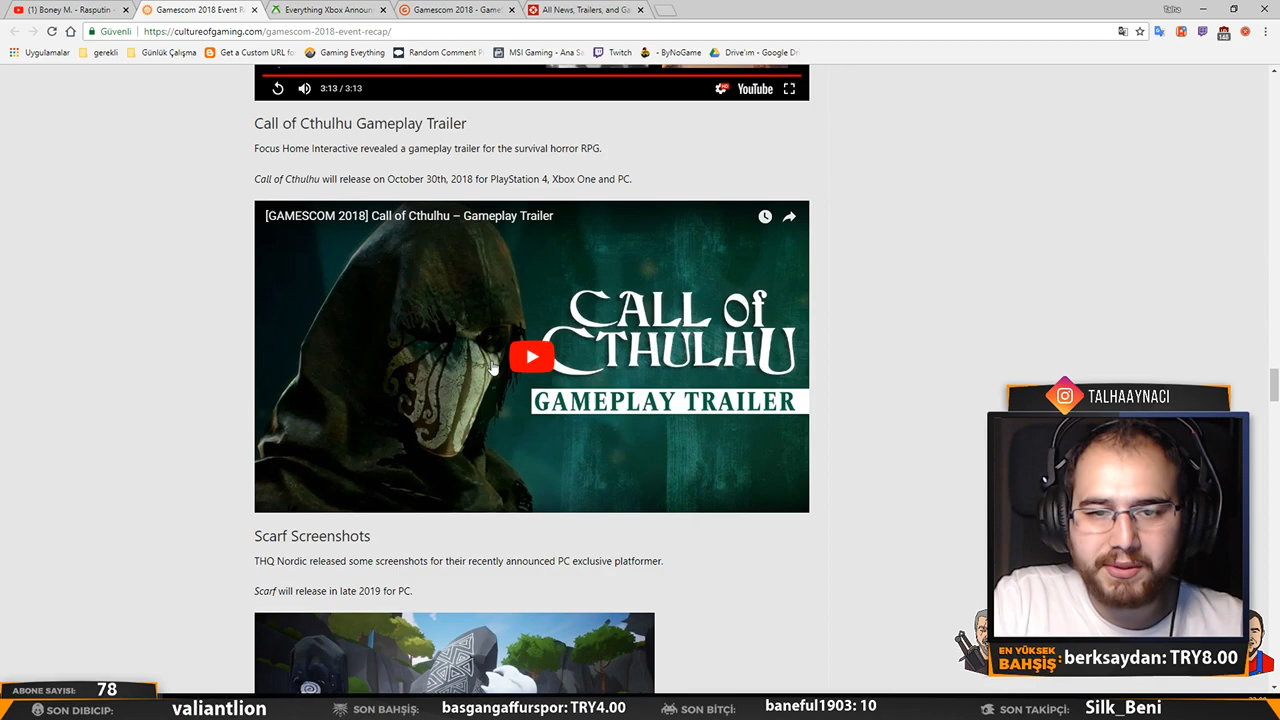 (1) Boney M. - Rasputin -
Gamescom 2018 Event R
Everything Xbox Announ
Gamescom 2018 - Game
All News, Trailers, and Ga
Talha
Güvenli
https://cultureofgaming.com/gamescom-2018-event-recap/
Uygulamalar
gerekli
Günlük Çalışma
Get a Custom URL fo
Gaming Eveything
Random Comment P
MSI Gaming - Ana Sa
Twitch
- ByNoGame
Drive'ım - Google Dr
3:13 / 3:13
YouTube
Call of Cthulhu Gameplay Trailer
Focus Home Interactive revealed a gameplay trailer for the survival horror RPG.
Call of Cthulhu will release on October 30th, 2018 for PlayStation 4, Xbox One and PC.
[GAMESCOM 2018] Call of Cthulhu – Gameplay Trailer
CALL of
CTHULHU
GAMEPLAY TRAILER
TALHAAYNACI
Scarf Screenshots
THQ Nordic released some screenshots for their recently announced PC exclusive platformer.
Scarf will release in late 2019 for PC.
EN YÜKSEK
BAHŞİŞ:
berksaydan: TRY8.00
ABONE SAYISI: 78
SON DIBICIP: valiantlion
SON BAHŞİŞ: basgangaffurspor: TRY4.00
SON BİTÇİ: baneful1903: 10
SON TAKİPÇİ: Silk_Beni